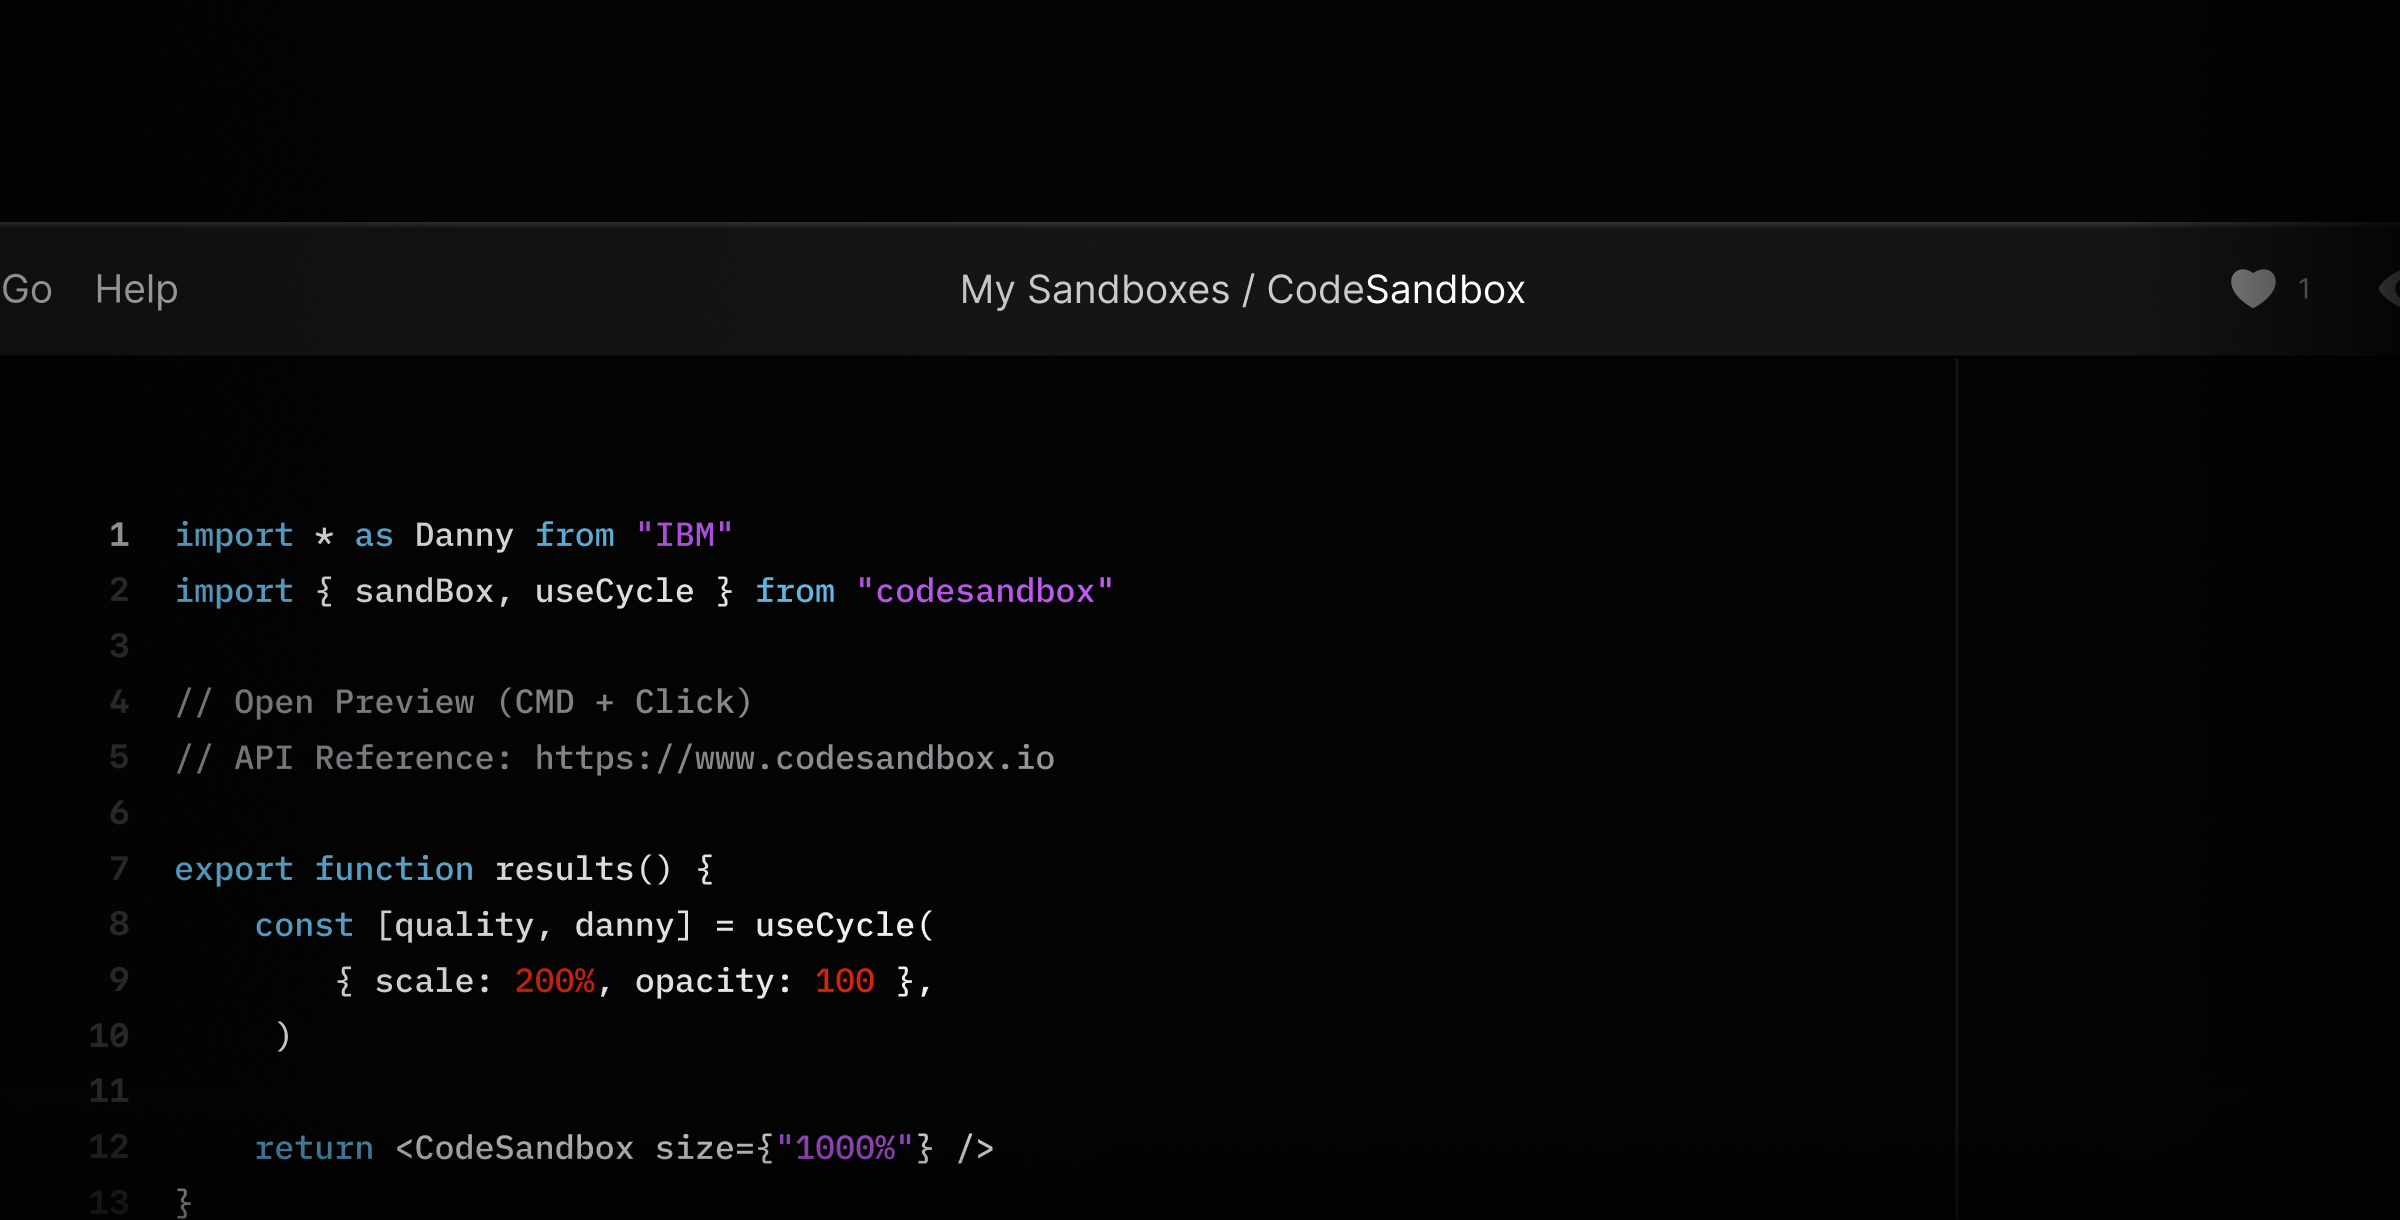 Go Help My Sandboxes / CodeSandbox 1
1 import * as Danny from "IBM"
2 import { sandBox, useCycle } from "codesandbox"
3
4 // Open Preview (CMD + Click)
5 // API Reference: https://www.codesandbox.io
6
7 export function results() {
8 const [quality, danny] = useCycle(
9 { scale: 200%, opacity: 100 },
10 )
11
12 return <CodeSandbox size={"1000%"} />
13 }